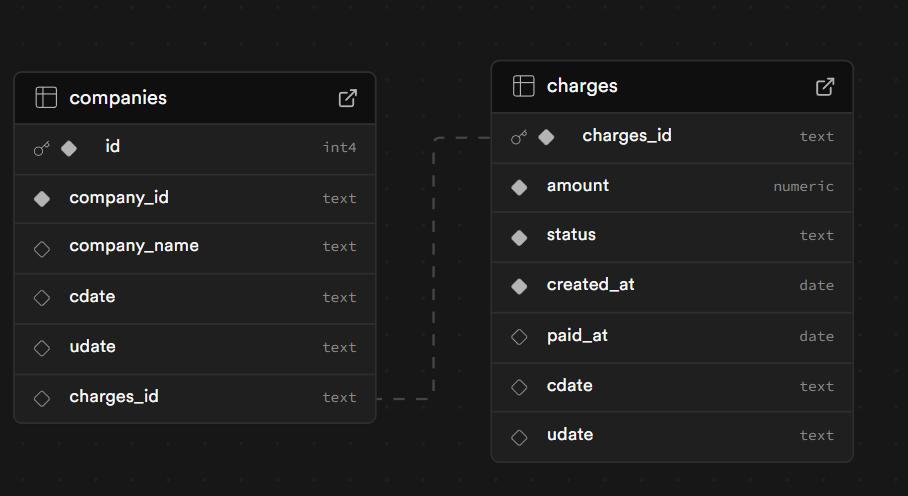 companies
id int4
company_id text
company_name text
cdate text
udate text
charges_id text
charges
charges_id text
amount numeric
status text
created_at date
paid_at date
cdate text
udate text